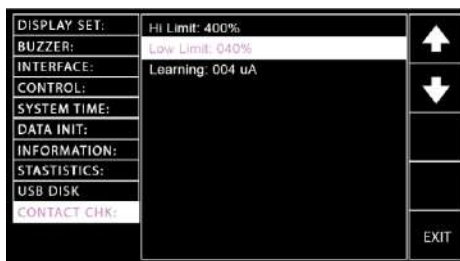 DISPLAY SET:
BUZZER:
INTERFACE:
CONTROL:
SYSTEM TIME:
DATA INIT:
INFORMATION:
STASTISTICS:
USB DISK
CONTACT CHK:
Hi Limit: 400%
Low Limit: 040%
Learning: 004 uA
EXIT